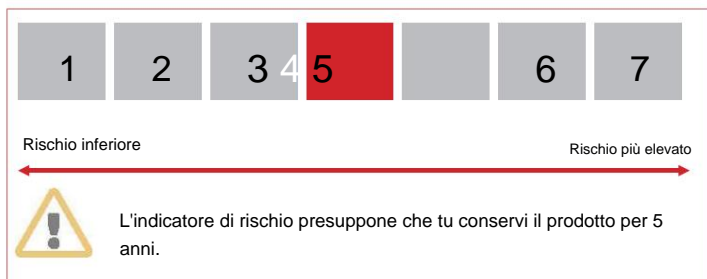 1 2 3 4 5 6 7
Rischio inferiore Rischio più elevato
L'indicatore di rischio presuppone che tu conservi il prodotto per 5
anni.